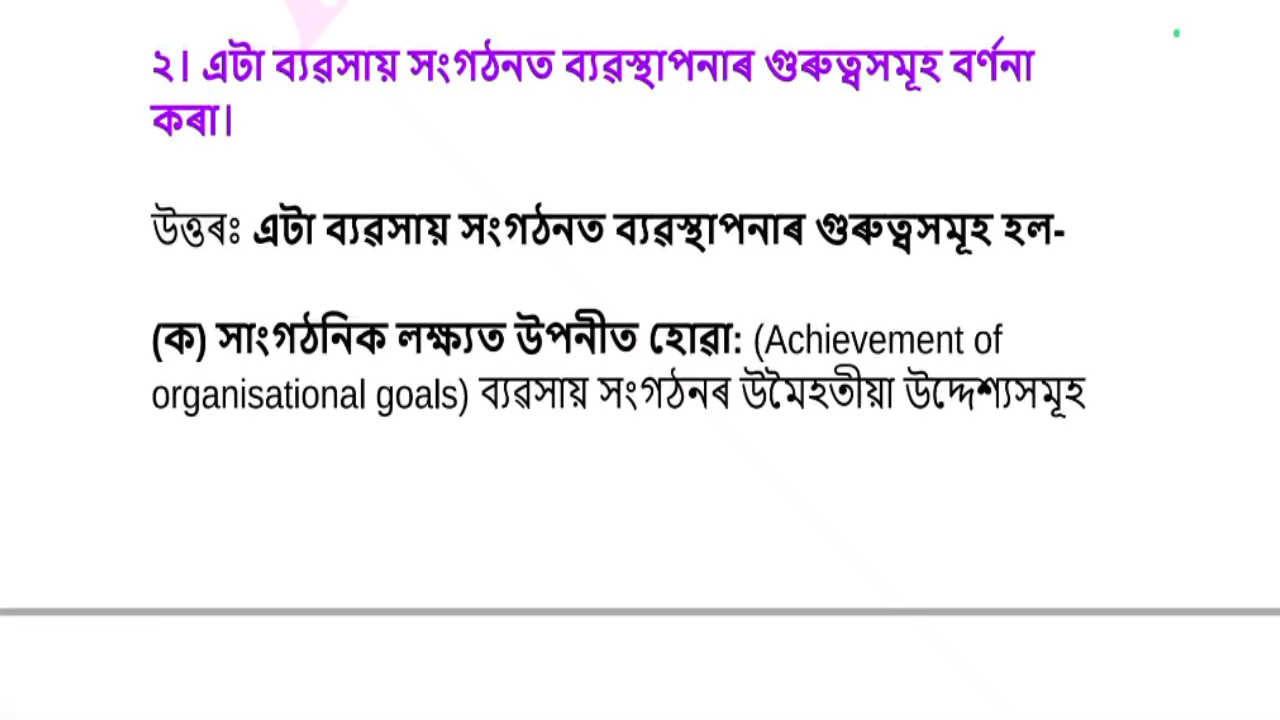 ২। এটা ব্যৱসায় সংগঠনত ব্যৱস্থাপনাৰ গুৰুত্বসমূহ বৰ্ণনা
কৰা।
উত্তৰঃ এটা ব্যৱসায় সংগঠনত ব্যৱস্থাপনাৰ গুৰুত্বসমূহ হল-
(ক) সাংগঠনিক লক্ষ্যত উপনীত হোৱা: (Achievement of
organisational goals) ব্যৱসায় সংগঠনৰ উমৈহতীয়া উদ্দেশ্যসমূহ